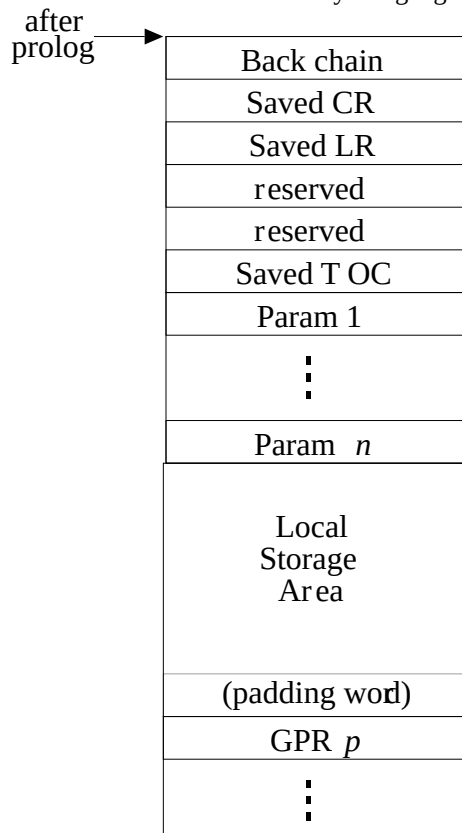 after
prolog
Back chain
Saved CR
Saved LR
reserved
reserved
Saved T OC
Param 1
Param n
Local
Storage
Area
(padding word)
GPR p